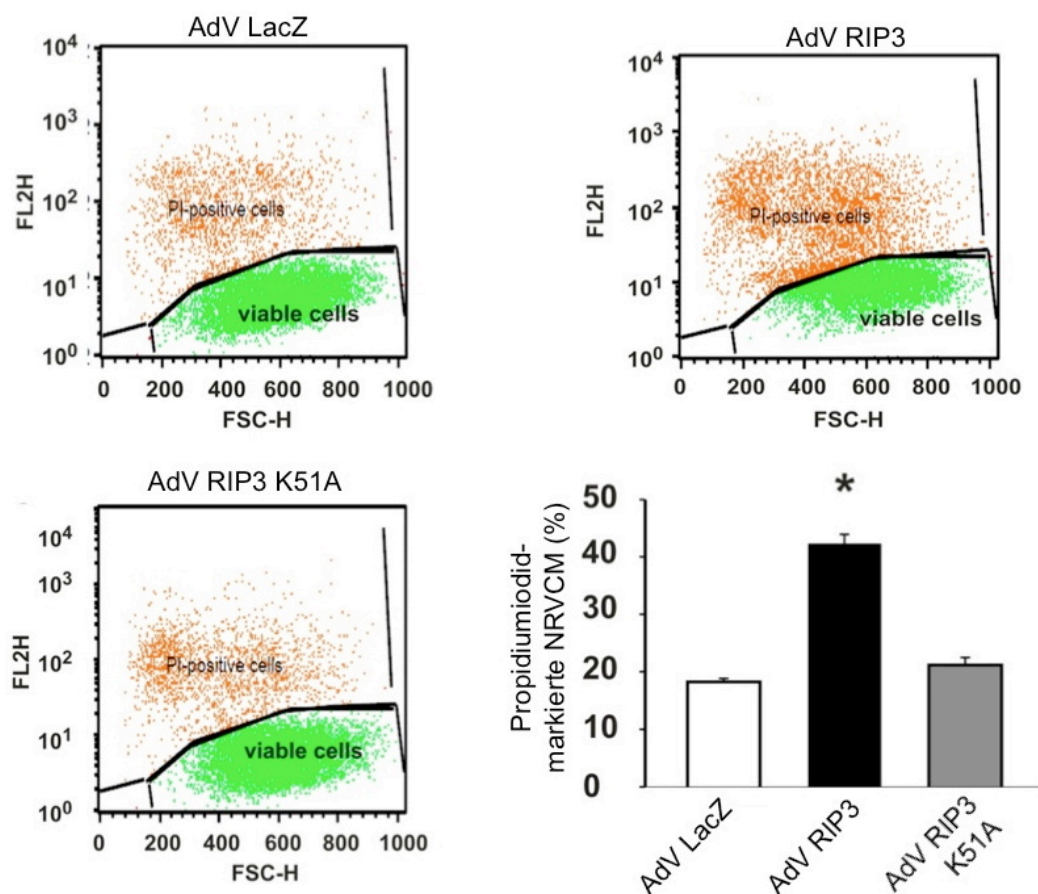 AdV LacZ
10⁴
10³
10²
10¹
10⁰
FL2H
PI-positive cells
viable cells
0 200 400 600 800 1000
FSC-H
AdV RIP3
10⁴
10³
10²
10¹
10⁰
FL2H
PI-positive cells
viable cells
0 200 400 600 800 1000
FSC-H
AdV RIP3 K51A
10⁴
10³
10²
10¹
10⁰
FL2H
PI-positive cells
viable cells
0 200 400 600 800 1000
FSC-H
Propidiumiodid-
markierte NRVCM (%)
50
40
30
20
10
0
*
AdV LacZ
AdV RIP3
AdV RIP3
K51A